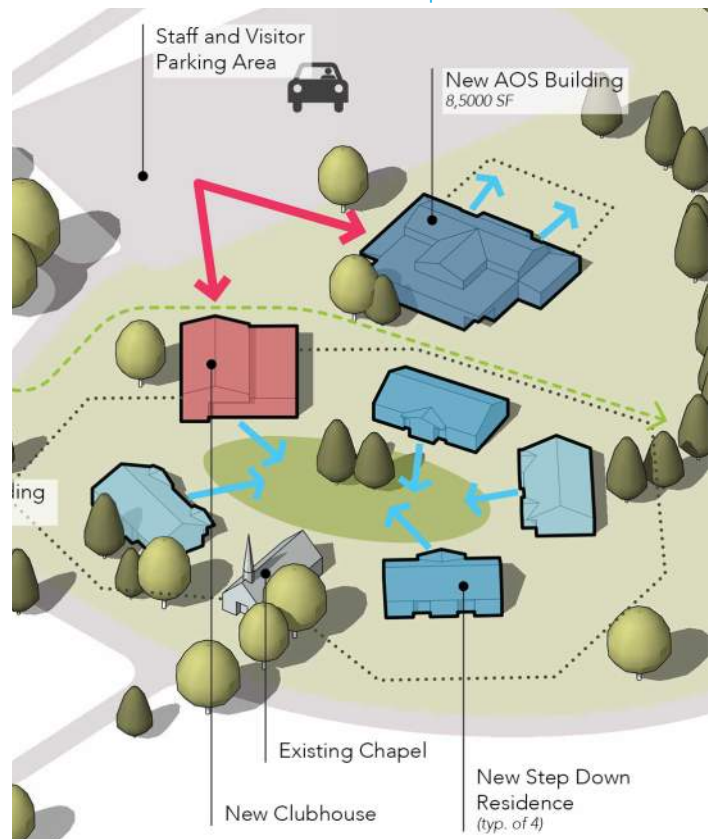 Staff and Visitor
Parking Area
New AOS Building
8,5000 SF
ding
Existing Chapel
New Clubhouse
New Step Down
Residence
(typ. of 4)